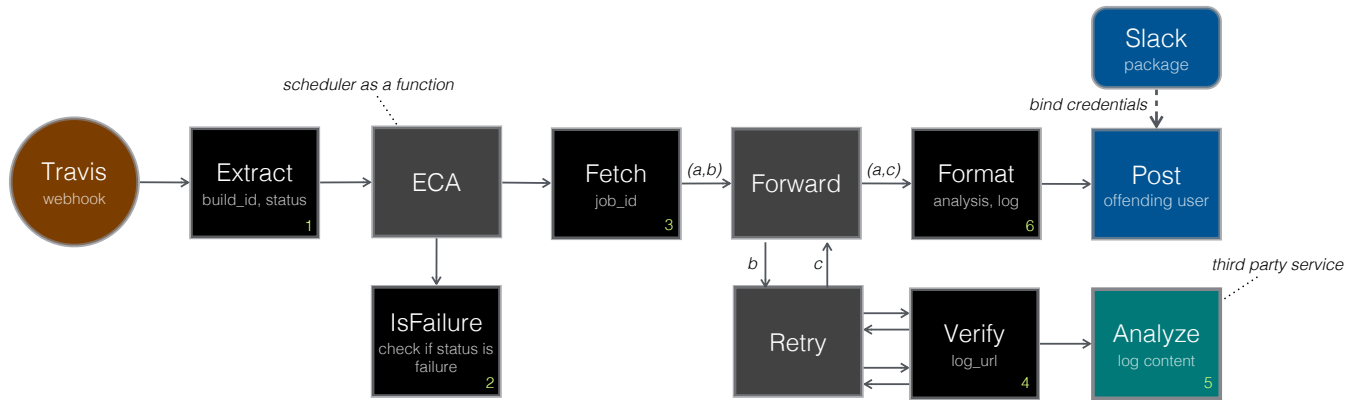 Slack
package
scheduler as a function
bind credentials
Travis
webhook
Extract
build_id, status
1
ECA
Fetch
job_id
3
(a,b)
Forward
(a,c)
Format
analysis, log
6
Post
offending user
b
c
third party service
IsFailure
check if status is
failure
2
Retry
Verify
log_url
4
Analyze
log content
5